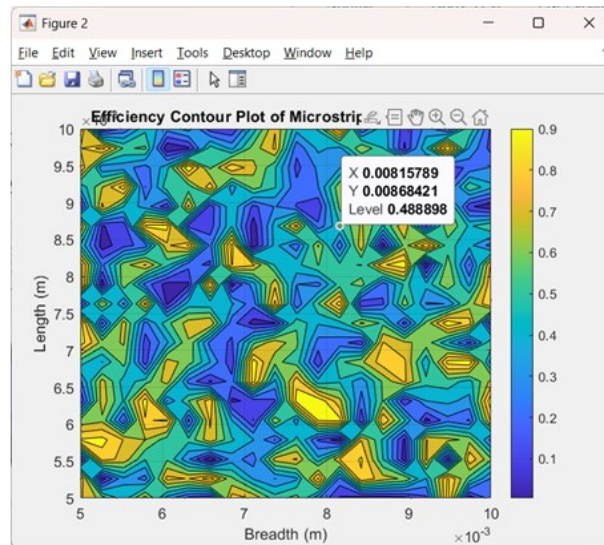 Figure 2
File Edit View Insert Tools Desktop Window Help
Efficiency Contour Plot of Microstrip
10
9.5
9
8.5
8
7.5
7
6.5
6
5.5
5
Length (m)
X 0.00815789
Y 0.00868421
Level 0.488898
0.9
0.8
0.7
0.6
0.5
0.4
0.3
0.2
0.1
5 6 7 8 9 10
Breadth (m)
×10⁻³